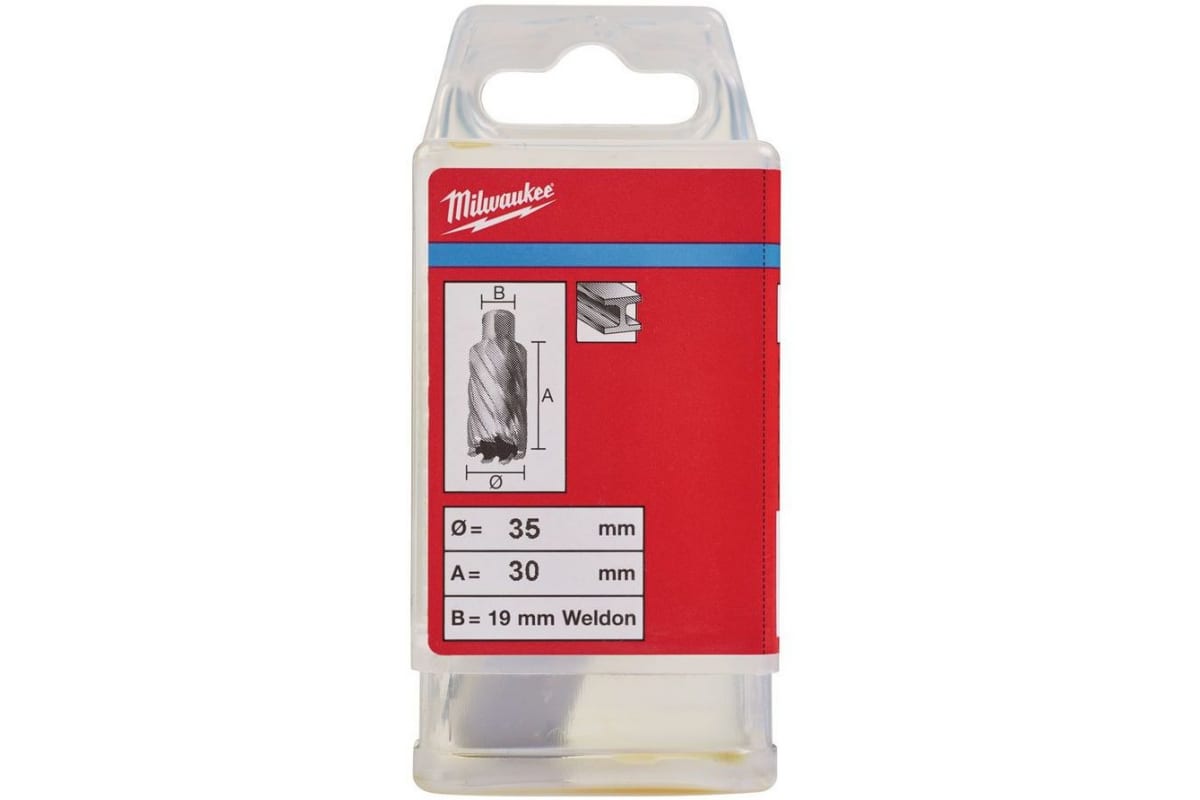 Milwaukee
B
A
Ø
Ø = 35 mm
A = 30 mm
B = 19 mm Weldon